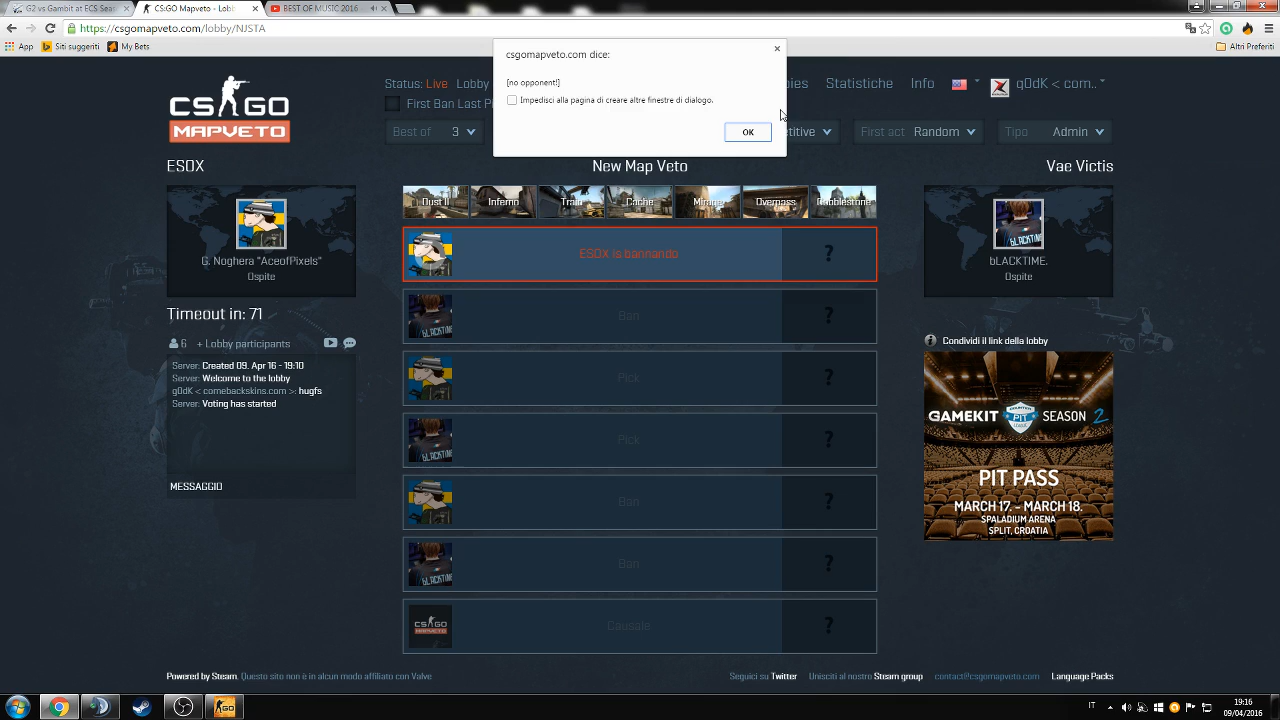 G2 vs Gambit at ECS Sear
CS:GO Mapveto - Lobby
BEST OF MUSIC 2016
https://csgomapveto.com/lobby/NJSTA
App
Siti suggeriti
My Bets
Altri Preferiti
csgomapveto.com dice:
[no opponent!]
Impedisci alla pagina di creare altre finestre di dialogo.
OK
CS GO
MAPVETO
Status: Live Lobby
Statistiche
Info
q0dK < com..
First Ban Last P
Best of 3
First act Random
Tipo Admin
ESDX
New Map Veto
Vae Victis
Dust II
Inferno
Train
Cache
Mirage
Overpass
Cobblestone
G. Noghera "AceofPixels"
Ospite
bLACKTIME.
Ospite
ESDX is bannando
?
Ban
?
Pick
?
Pick
?
Ban
?
Ban
?
CS GO
MAPVETO
Causale
?
Timeout in: 71
6 + Lobby participants
Server: Created 09. Apr 16 - 19:10
Server: Welcome to the lobby
q0dK < comebackskins.com >: hugfs
Server: Voting has started
MESSAGGIO
Condividi il link della lobby
GAMEKIT
SEASON 2
PIT PASS
MARCH 17. - MARCH 18.
SPALADIUM ARENA
SPLIT, CROATIA
Powered by Steam. Questo sito non è in alcun modo affiliato con Valve
Seguici su Twitter
Unisciti al nostro Steam group
contact@csgomapveto.com
Language Packs
IT
19:16
09/04/2016